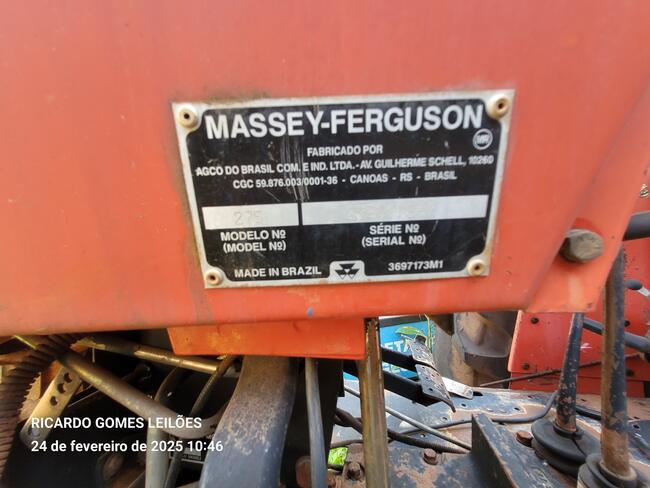 MASSEY-FERGUSON
FABRICADO POR
AGCO DO BRASIL COM. E IND. LTDA.- AV. GUILHERME SCHELL, 10260
CGC 59.876.003/0001-36 - CANOAS - RS - BRASIL
275
MODELO Nº
(MODEL Nº)
SÉRIE Nº
(SERIAL Nº)
MADE IN BRAZIL
3697173M1
RICARDO GOMES LEILÕES
24 de fevereiro de 2025 10:46